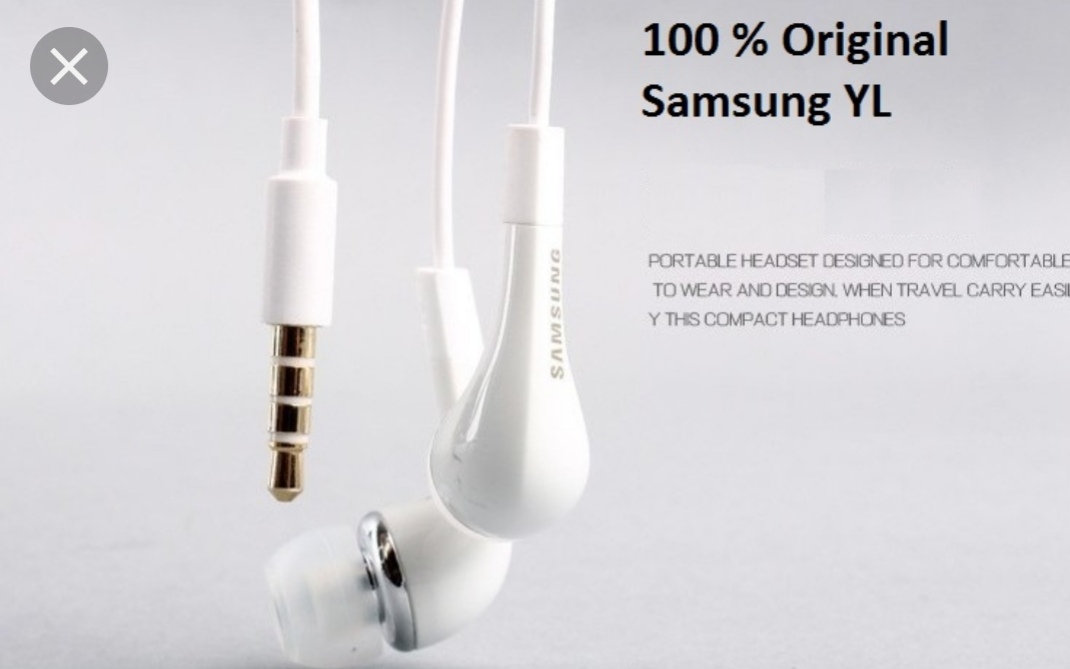 100 % Original
Samsung YL
SAMSUNG
PORTABLE HEADSET DESIGNED FOR COMFORTABLE
TO WEAR AND DESIGN. WHEN TRAVEL CARRY EASI
Y THIS COMPACT HEADPHONES